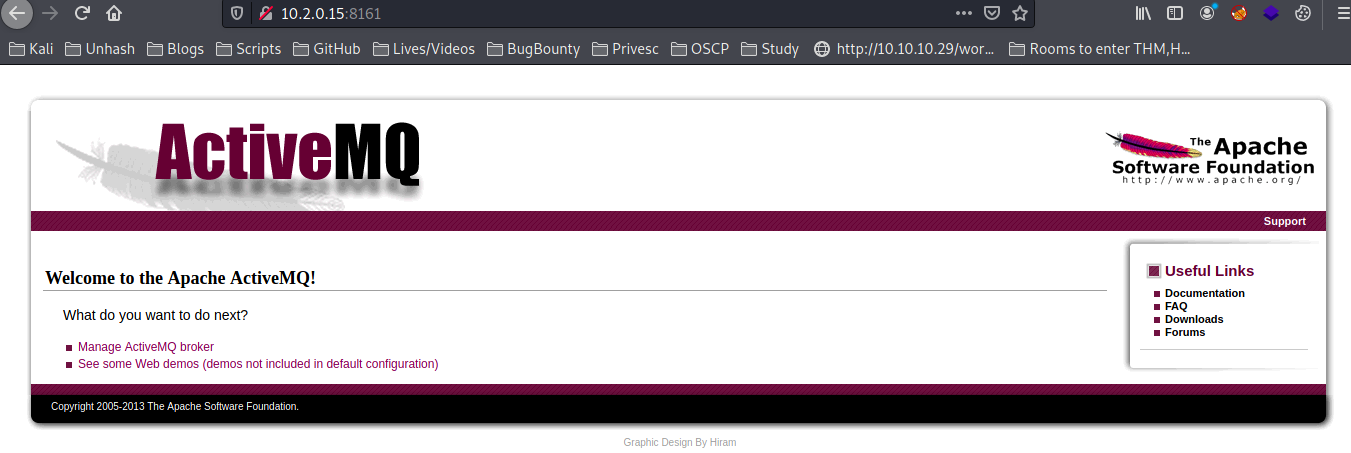 10.2.0.15:8161
Kali Unhash Blogs Scripts GitHub Lives/Videos BugBounty Privesc OSCP Study http://10.10.10.29/wor... Rooms to enter THM,H...
ActiveMQ
The Apache
Software Foundation
http://www.apache.org/
Support
Welcome to the Apache ActiveMQ!
What do you want to do next?
Manage ActiveMQ broker
See some Web demos (demos not included in default configuration)
Useful Links
Documentation
FAQ
Downloads
Forums
Copyright 2005-2013 The Apache Software Foundation.
Graphic Design By Hiram